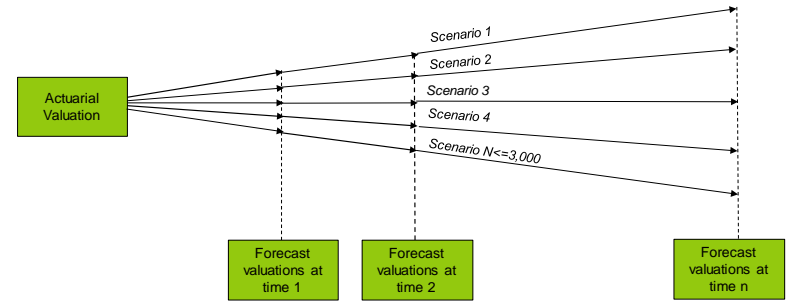 Scenario 1
Scenario 2
Actuarial
Valuation
Scenario 3
Scenario 4
Scenario N<=3,000
Forecast
valuations at
time 1
Forecast
valuations at
time 2
Forecast
valuations at
time n